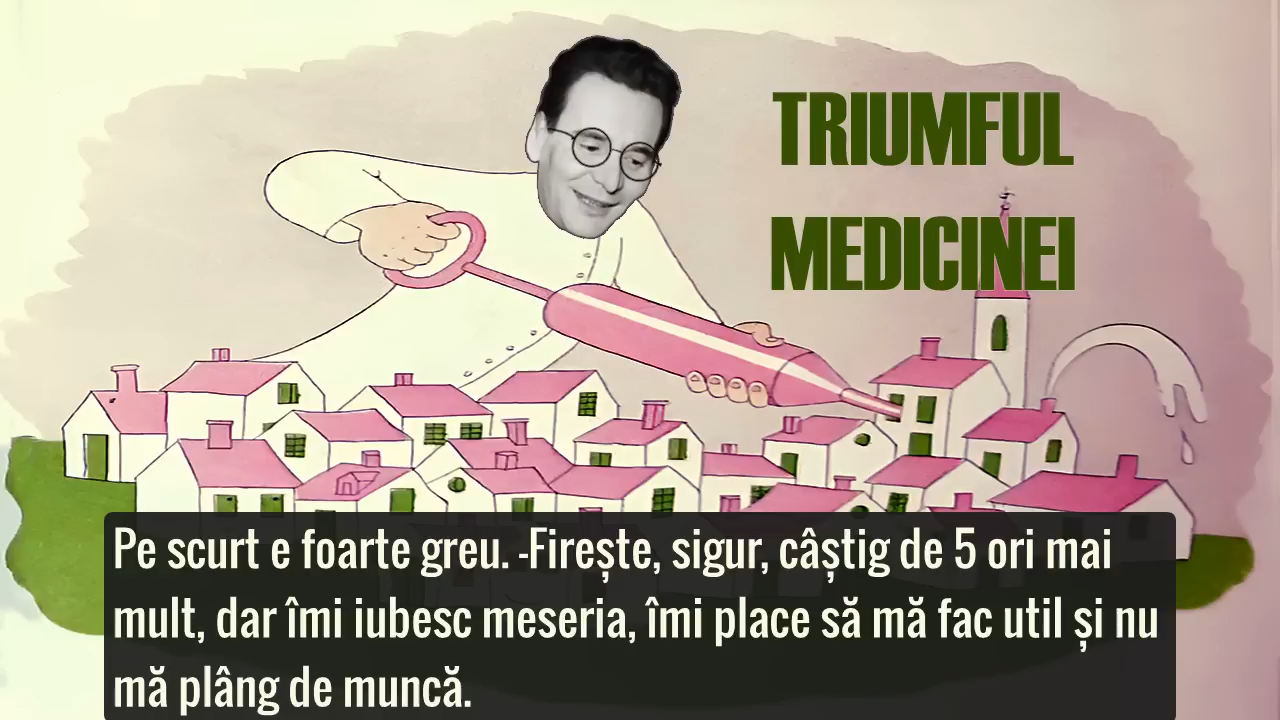 TRIUMFUL
MEDICINEI
Pe scurt e foarte greu. -Firește, sigur, câștig de 5 ori mai
mult, dar îmi iubesc meseria, îmi place să mă fac util și nu
mă plâng de muncă.